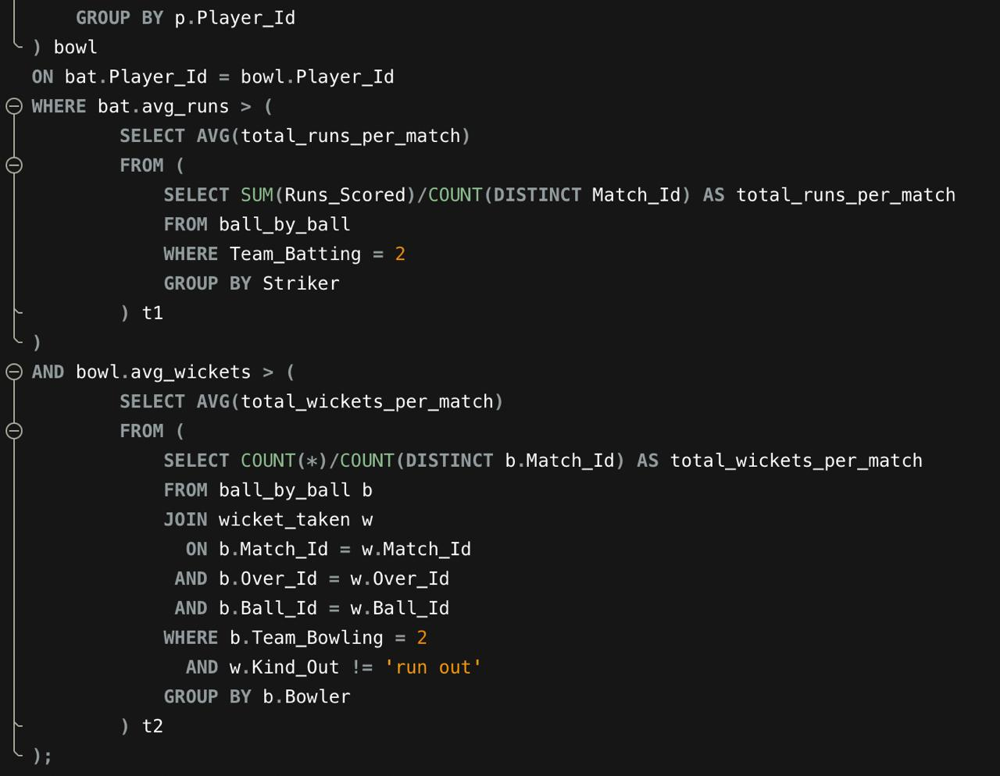 GROUP BY p.Player_Id
) bowl
ON bat.Player_Id = bowl.Player_Id
WHERE bat.avg_runs > (
SELECT AVG(total_runs_per_match)
FROM (
SELECT SUM(Runs_Scored)/COUNT(DISTINCT Match_Id) AS total_runs_per_match
FROM ball_by_ball
WHERE Team_Batting = 2
GROUP BY Striker
) t1
)
AND bowl.avg_wickets > (
SELECT AVG(total_wickets_per_match)
FROM (
SELECT COUNT(*)/COUNT(DISTINCT b.Match_Id) AS total_wickets_per_match
FROM ball_by_ball b
JOIN wicket_taken w
ON b.Match_Id = w.Match_Id
AND b.Over_Id = w.Over_Id
AND b.Ball_Id = w.Ball_Id
WHERE b.Team_Bowling = 2
AND w.Kind_Out != 'run out'
GROUP BY b.Bowler
) t2
);